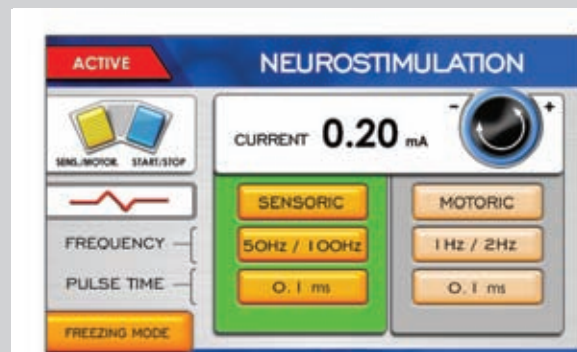 ACTIVE
NEUROSTIMULATION
- +
CURRENT 0.20 mA
SENS./MOTOR. START/STOP
SENSORIC
MOTORIC
FREQUENCY
50Hz / 100Hz
1Hz / 2Hz
PULSE TIME
0.1 ms
0.1 ms
FREEZING MODE